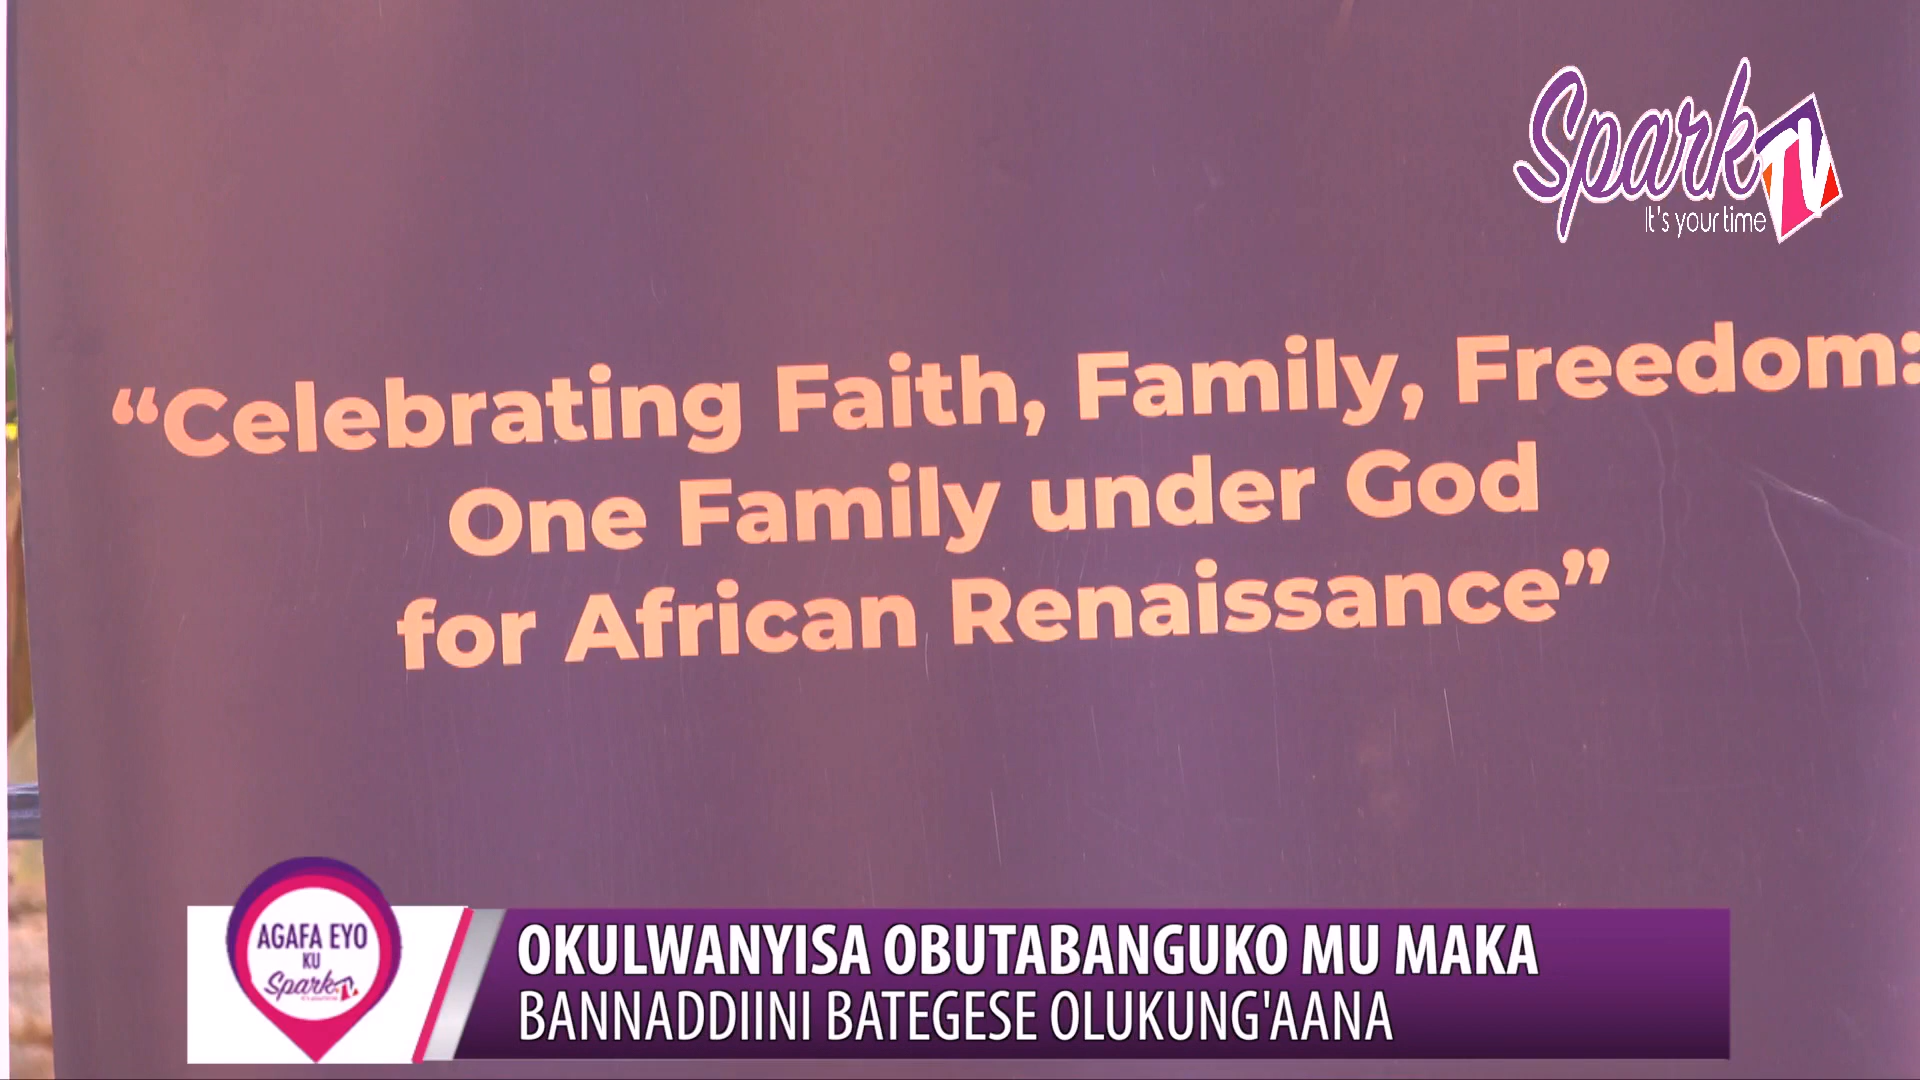 Spark TV
It's your time
“Celebrating Faith, Family, Freedom:
One Family under God
for African Renaissance”
AGAFA EYO
KU
Spark TV
OKULWANYISA OBUTABANGUKO MU MAKA
BANNADDIINI BATEGESE OLUKUNG'AANA